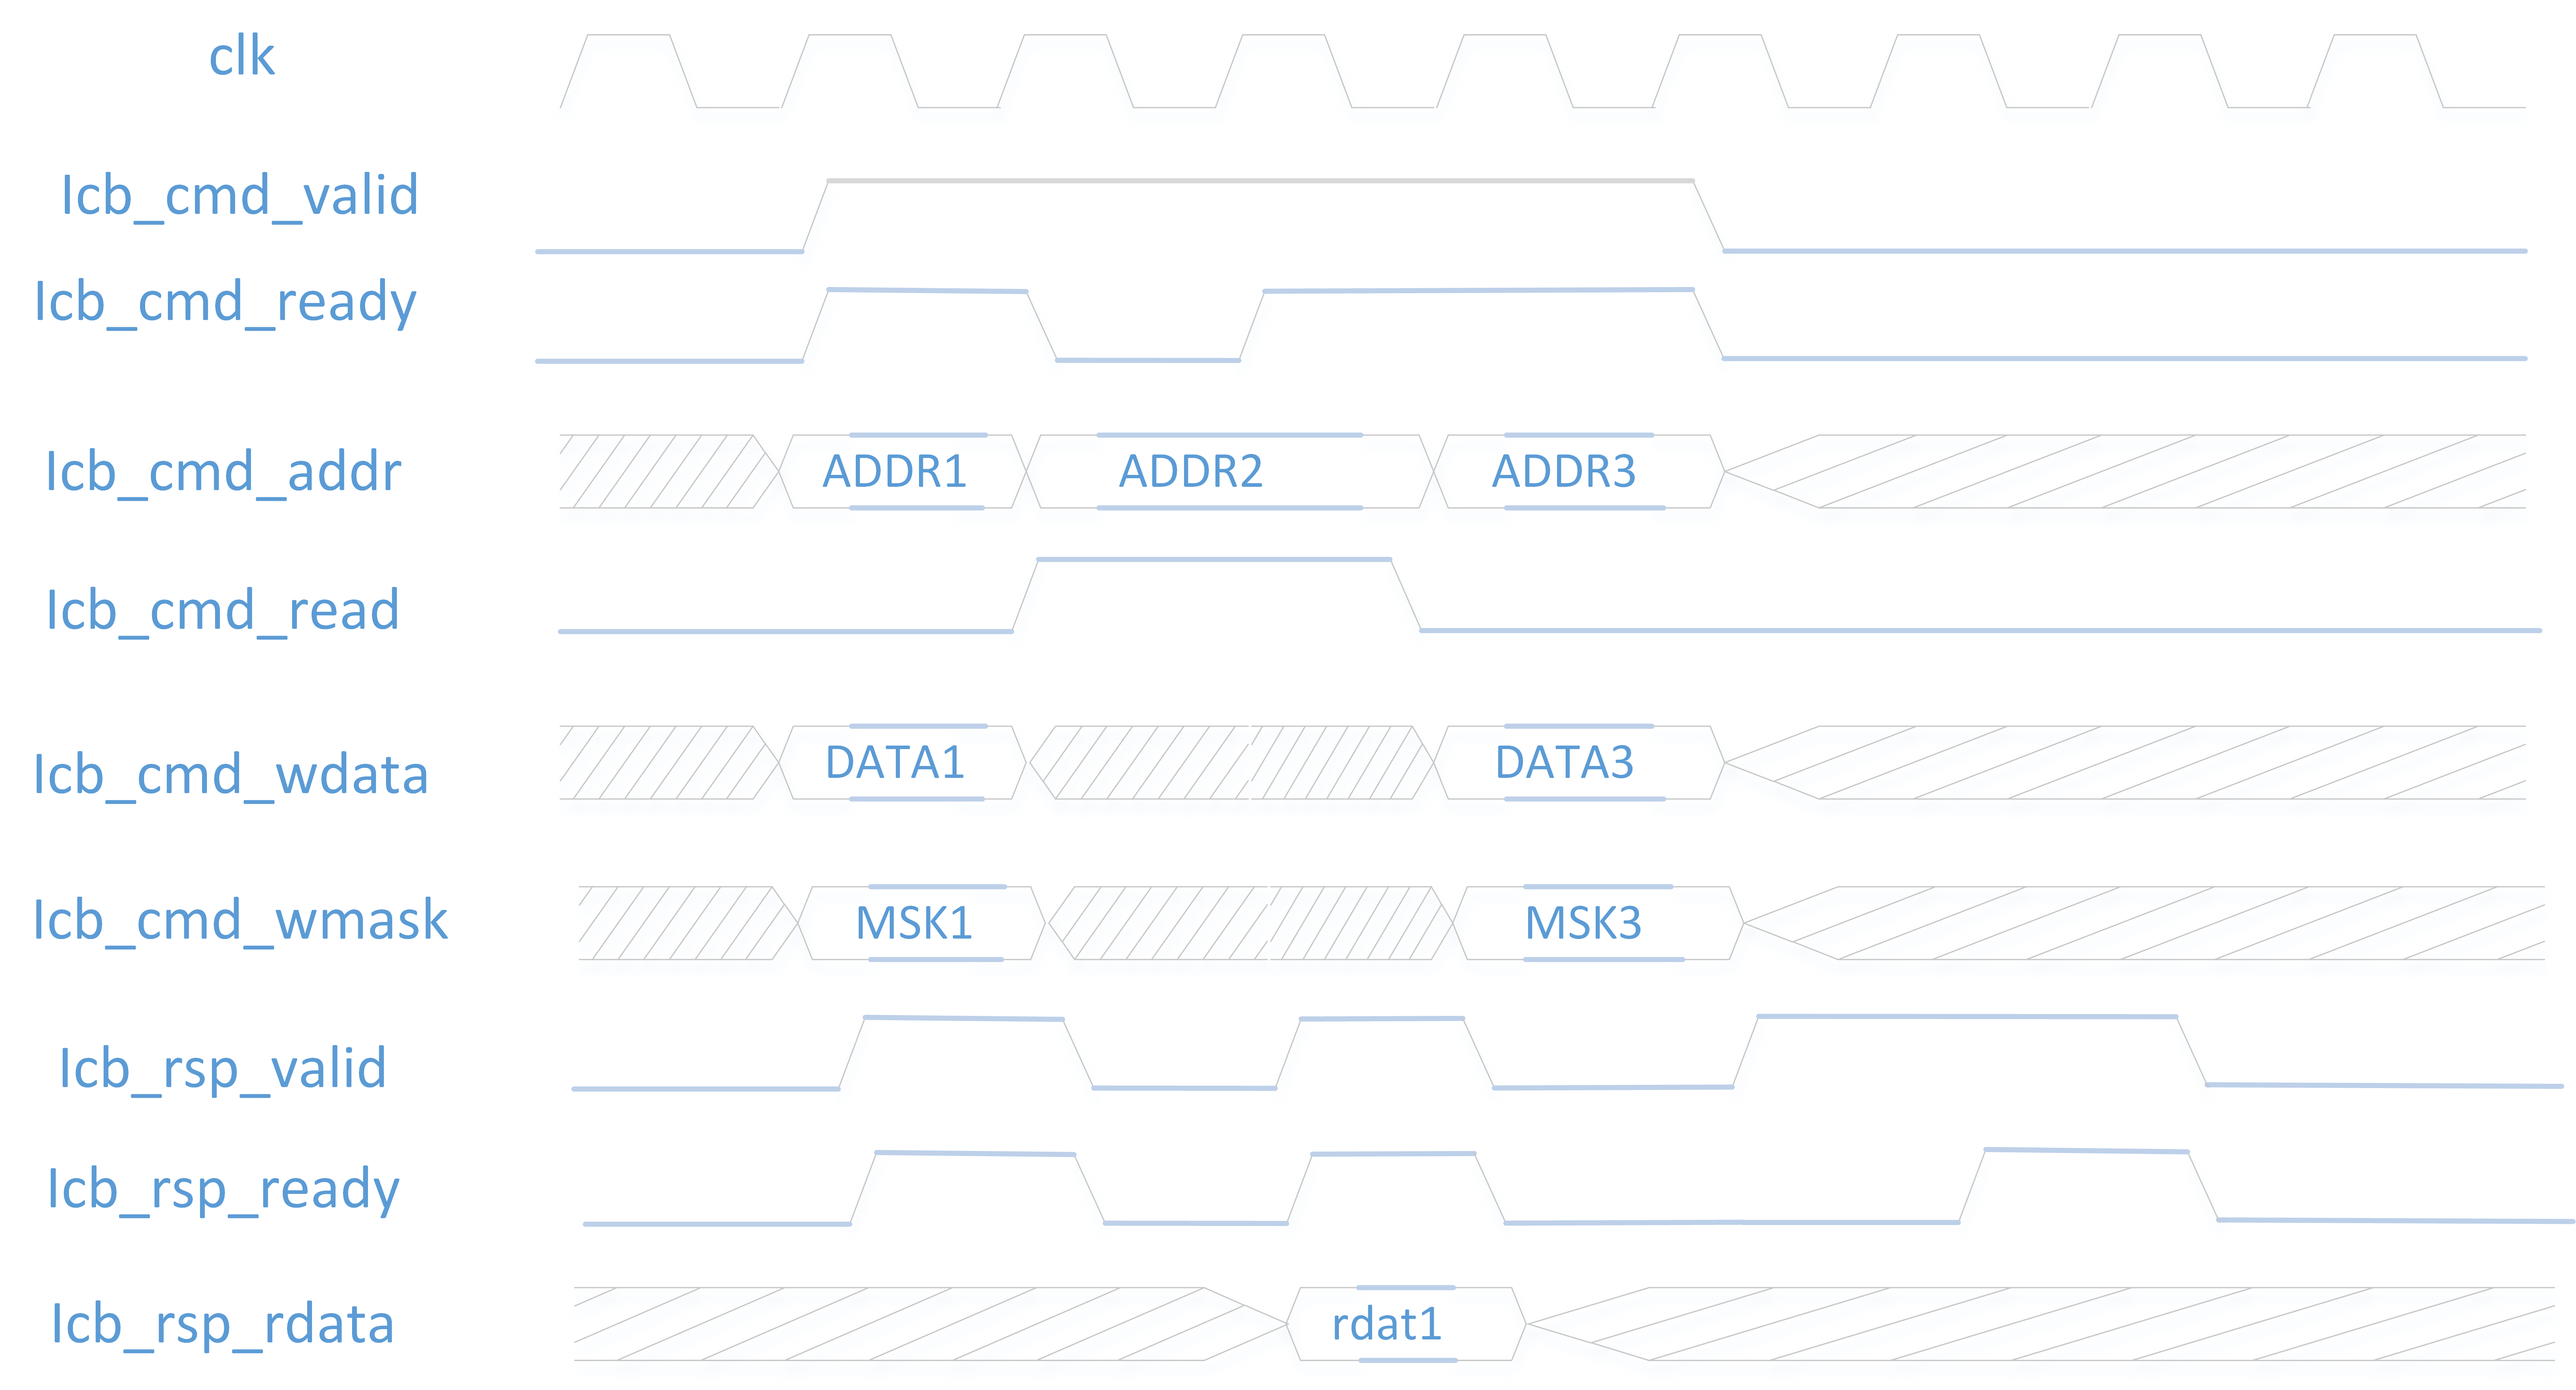 clk
Icb_cmd_valid
Icb_cmd_ready
Icb_cmd_addr ADDR1 ADDR2 ADDR3
Icb_cmd_read
Icb_cmd_wdata DATA1 DATA3
Icb_cmd_wmask MSK1 MSK3
Icb_rsp_valid
Icb_rsp_ready
Icb_rsp_rdata rdat1